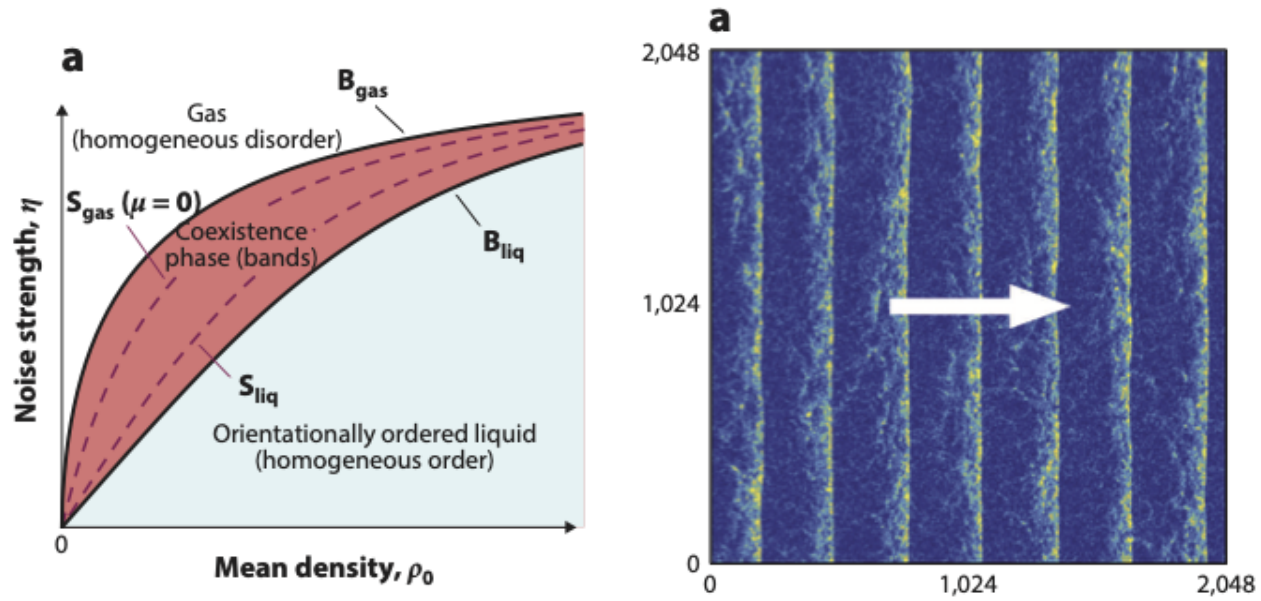 a
B_gas
Gas
(homogeneous disorder)
S_gas (μ = 0)
Coexistence
phase (bands)
B_liq
S_liq
Orientationally ordered liquid
(homogeneous order)
Noise strength, η
0
Mean density, ρ_0
a
2,048
1,024
0
0
1,024
2,048